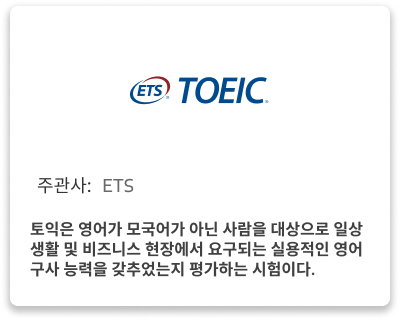 ETS TOEIC
주관사: ETS
토익은 영어가 모국어가 아닌 사람을 대상으로 일상
생활 및 비즈니스 현장에서 요구되는 실용적인 영어
구사 능력을 갖추었는지 평가하는 시험이다.